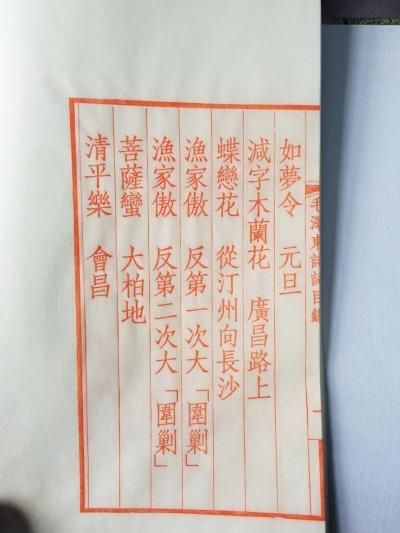 毛澤東詩詞目錄 一
如夢令 元旦
減字木蘭花 廣昌路上
蝶戀花 從汀州向長沙
漁家傲 反第一次大「圍剿」
漁家傲 反第二次大「圍剿」
菩薩蠻 大柏地
清平樂 會昌